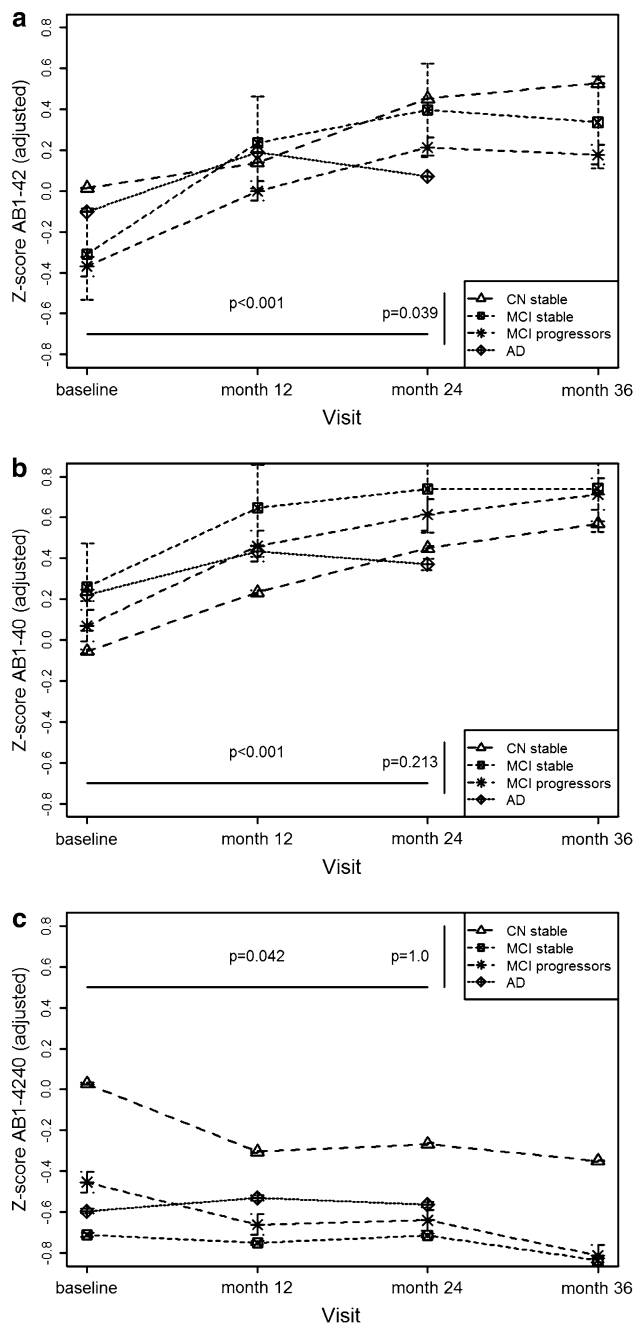 a
Z-score AB1-42 (adjusted)
0.8
0.6
0.4
0.2
0.0
-0.2
-0.4
-0.6
-0.8
p<0.001
p=0.039
CN stable
MCI stable
MCI progressors
AD
baseline
month 12
month 24
month 36
Visit
b
Z-score AB1-40 (adjusted)
0.8
0.6
0.4
0.2
0.0
-0.2
-0.4
-0.6
-0.8
p<0.001
p=0.213
CN stable
MCI stable
MCI progressors
AD
baseline
month 12
month 24
month 36
Visit
c
Z-score AB1-4240 (adjusted)
0.8
0.6
0.4
0.2
0.0
-0.2
-0.4
-0.6
-0.8
p=0.042
p=1.0
CN stable
MCI stable
MCI progressors
AD
baseline
month 12
month 24
month 36
Visit